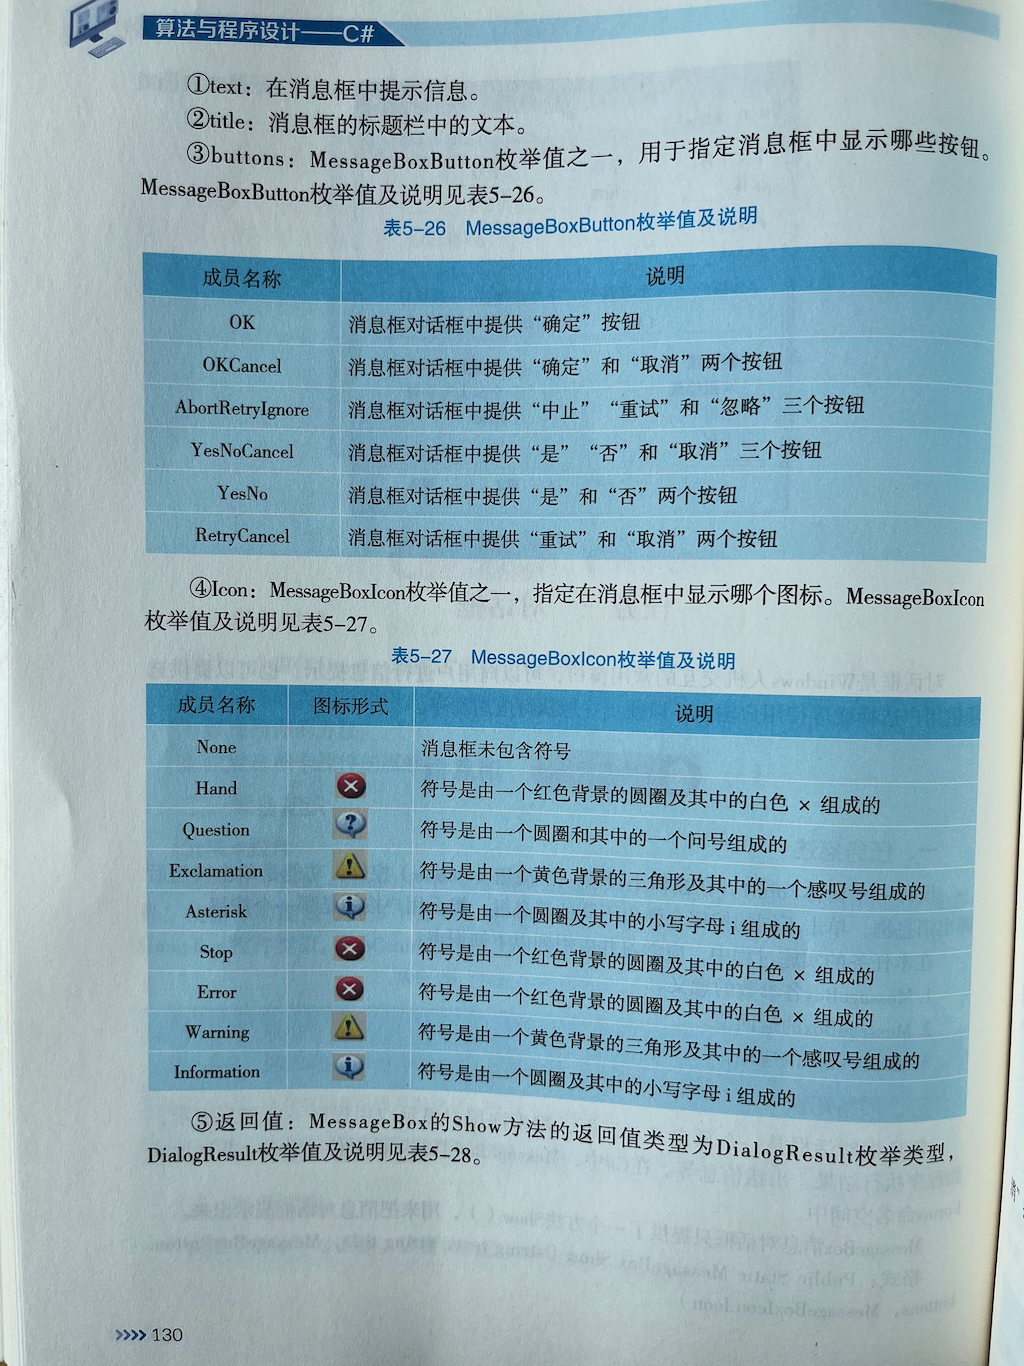 算法与程序设计——C#
①text：在消息框中提示信息。
②title：消息框的标题栏中的文本。
③buttons：MessageBoxButton枚举值之一，用于指定消息框中显示哪些按钮。
MessageBoxButton枚举值及说明见表5-26。
表5-26 MessageBoxButton枚举值及说明
成员名称 说明
OK 消息框对话框中提供“确定”按钮
OKCancel 消息框对话框中提供“确定”和“取消”两个按钮
AbortRetryIgnore 消息框对话框中提供“中止”“重试”和“忽略”三个按钮
YesNoCancel 消息框对话框中提供“是”“否”和“取消”三个按钮
YesNo 消息框对话框中提供“是”和“否”两个按钮
RetryCancel 消息框对话框中提供“重试”和“取消”两个按钮
④Icon：MessageBoxIcon枚举值之一，指定在消息框中显示哪个图标。MessageBoxIcon
枚举值及说明见表5-27。
表5-27 MessageBoxIcon枚举值及说明
成员名称 图标形式 说明
None 消息框未包含符号
Hand 符号是由一个红色背景的圆圈及其中的白色 × 组成的
Question 符号是由一个圆圈和其中的一个问号组成的
Exclamation 符号是由一个黄色背景的三角形及其中的一个感叹号组成的
Asterisk 符号是由一个圆圈及其中的小写字母 i 组成的
Stop 符号是由一个红色背景的圆圈及其中的白色 × 组成的
Error 符号是由一个红色背景的圆圈及其中的白色 × 组成的
Warning 符号是由一个黄色背景的三角形及其中的一个感叹号组成的
Information 符号是由一个圆圈及其中的小写字母 i 组成的
⑤返回值：MessageBox的Show方法的返回值类型为DialogResult枚举类型，
DialogResult枚举值及说明见表5-28。
›››› 130